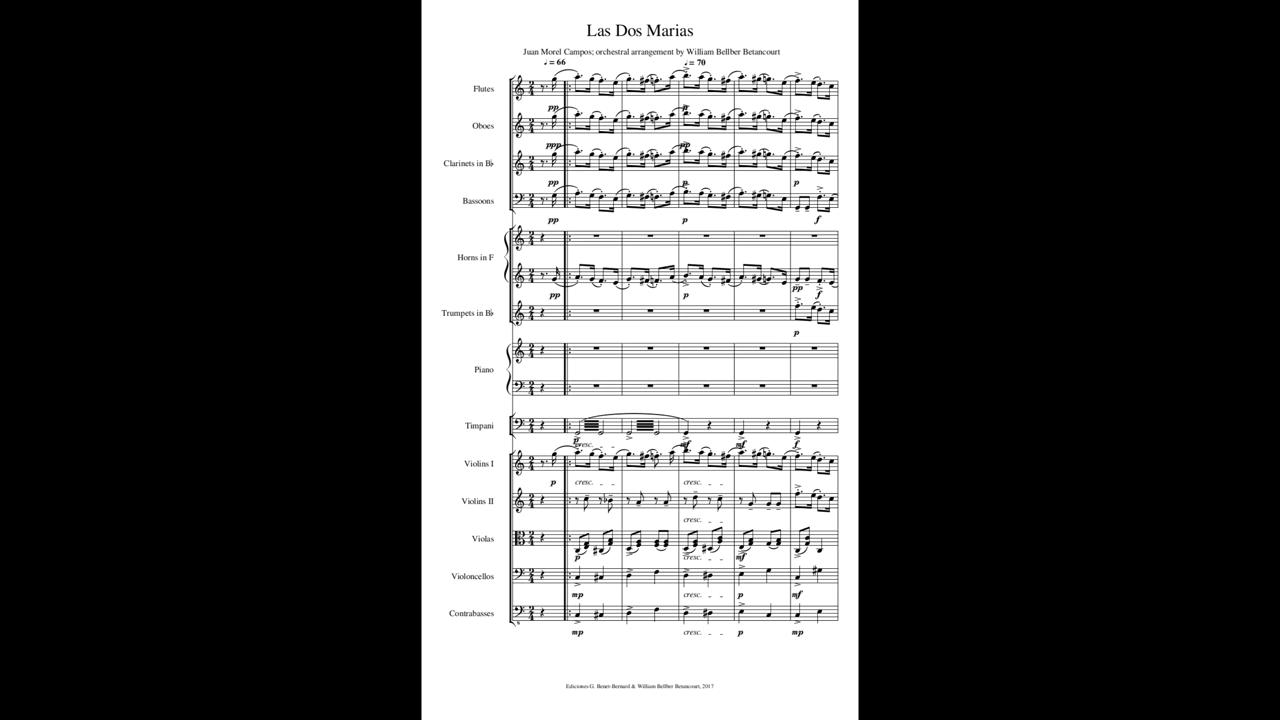 Las Dos Marias
Juan Morel Campos; orchestral arrangement by William Bellber Betancourt
♩ = 66 ♩ = 70
Flutes
pp p
Oboes
ppp pp
Clarinets in B♭
pp p p
Bassoons
pp p f
Horns in F
pp p pp f
Trumpets in B♭
p
Piano
Timpani
p cresc. mf mf f
Violins I
p cresc. cresc.
Violins II
cresc.
Violas
p cresc. mf
Violoncellos
mp cresc. p mf
Contrabasses
mp cresc. p mp
Ediciones G. Benet-Bernard & William Bellber Betancourt, 2017